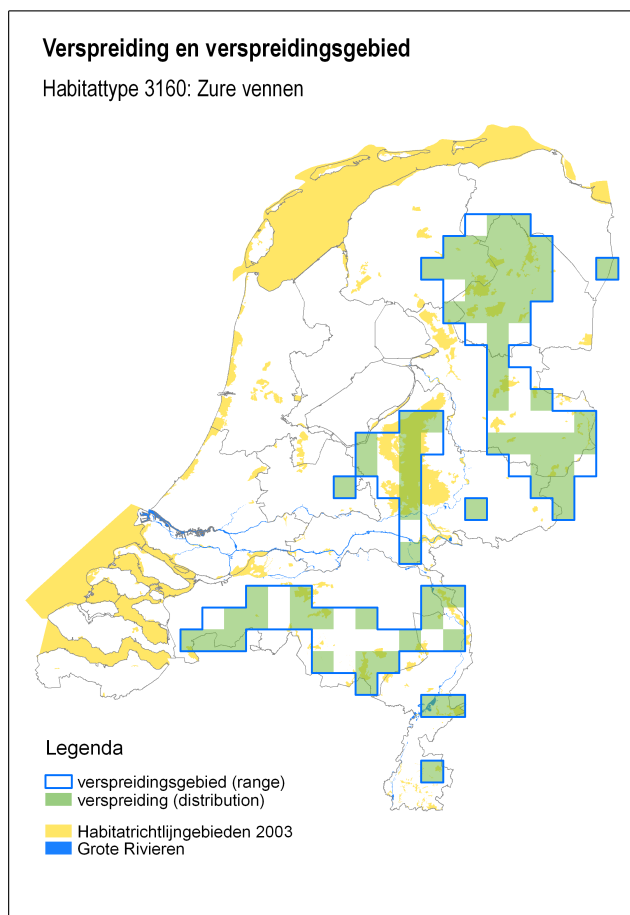 Verspreiding en verspreidingsgebied
Habitattype 3160: Zure vennen
Legenda
verspreidingsgebied (range)
verspreiding (distribution)
Habitatrichtlijngebieden 2003
Grote Rivieren